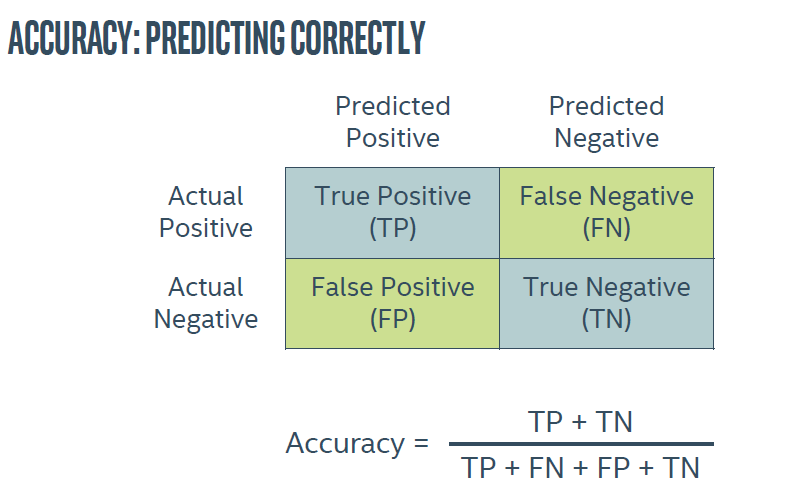 ACCURACY: PREDICTING CORRECTLY
Predicted
Positive
Predicted
Negative
Actual
Positive
True Positive
(TP)
False Negative
(FN)
Actual
Negative
False Positive
(FP)
True Negative
(TN)
Accuracy =
TP + TN
TP + FN + FP + TN